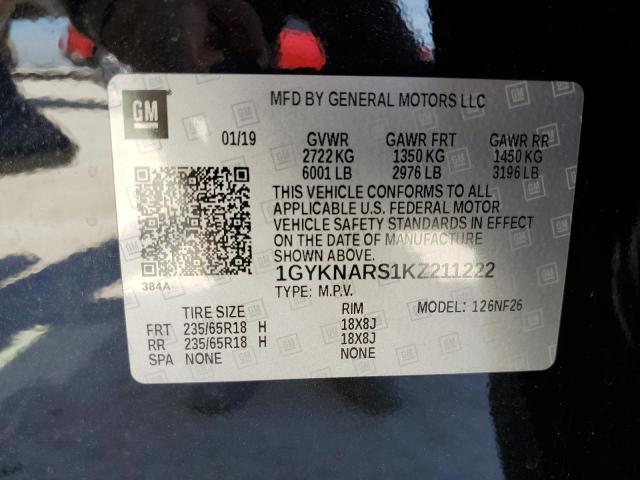 GM
MFD BY GENERAL MOTORS LLC
01/19 GVWR GAWR FRT GAWR RR
2722 KG 1350 KG 1450 KG
6001 LB 2976 LB 3196 LB
THIS VEHICLE CONFORMS TO ALL
APPLICABLE U.S. FEDERAL MOTOR
VEHICLE SAFETY STANDARDS IN EFFECT
ON THE DATE OF MANUFACTURE
SHOWN ABOVE.
1GYKNARS1KZ211222
384A
TYPE: M.P.V. MODEL: 126NF26
TIRE SIZE RIM
FRT 235/65R18 H 18X8J
RR 235/65R18 H 18X8J
SPA NONE NONE